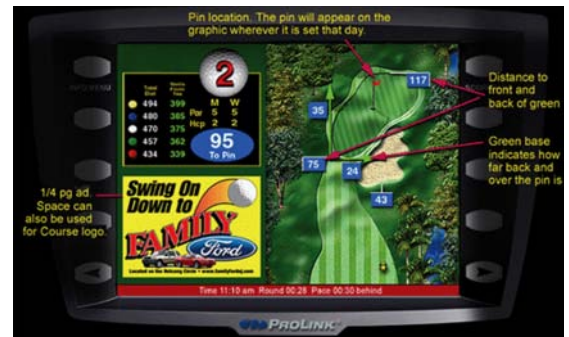 Pin location. The pin will appear on the
graphic wherever it is set that day.
2
Total
Dist
M W
494 399
480 385
Par 5 5
470 375
Hcp 2 2
457 362
434 339
95
To Pin
117
35
75
24
43
Distance to
front and
back of green
Green base
indicates how
far back and
over the pin is
1/4 pg ad.
Space can
also be used
for Course logo.
Swing On
Down to
FAMILY
Ford
Time 11:10 am Round 00:28 Pace 00:30 behind
PROLINK